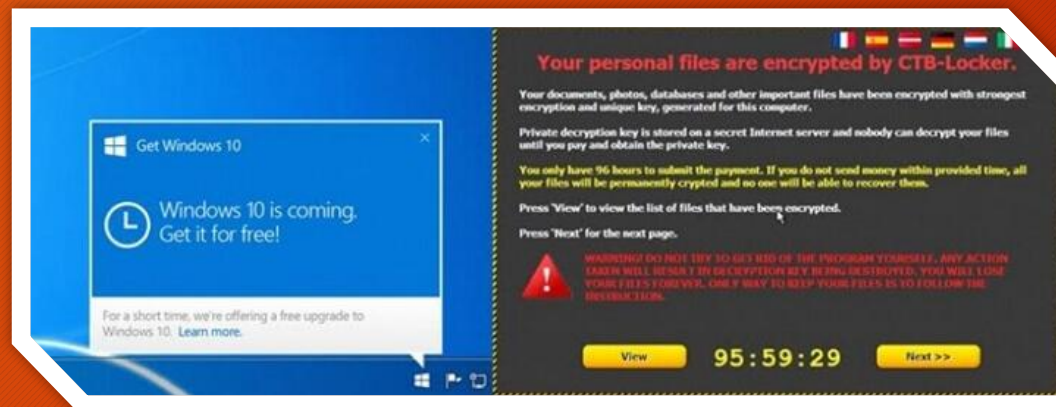 Get Windows 10
Windows 10 is coming.
Get it for free!
For a short time, we're offering a free upgrade to
Windows 10. Learn more.
Your personal files are encrypted by CTB-Locker.
Your documents, photos, databases and other important files have been encrypted with strongest
encryption and unique key, generated for this computer.
Private decryption key is stored on a secret Internet server and nobody can decrypt your files
until you pay and obtain the private key.
You only have 96 hours to submit the payment. If you do not send money within provided time, all
your files will be permanently crypted and no one will be able to recover them.
Press 'View' to view the list of files that have been encrypted.
Press 'Next' for the next page.
WARNING! DO NOT TRY TO GET RID OF THE PROGRAM YOURSELF. ANY ACTION
TAKEN WILL RESULT IN DECRYPTION KEY BEING DESTROYED. YOU WILL LOSE
YOUR FILES FOREVER. ONLY WAY TO KEEP YOUR FILES IS TO FOLLOW THE
INSTRUCTION.
View
95:59:29
Next >>